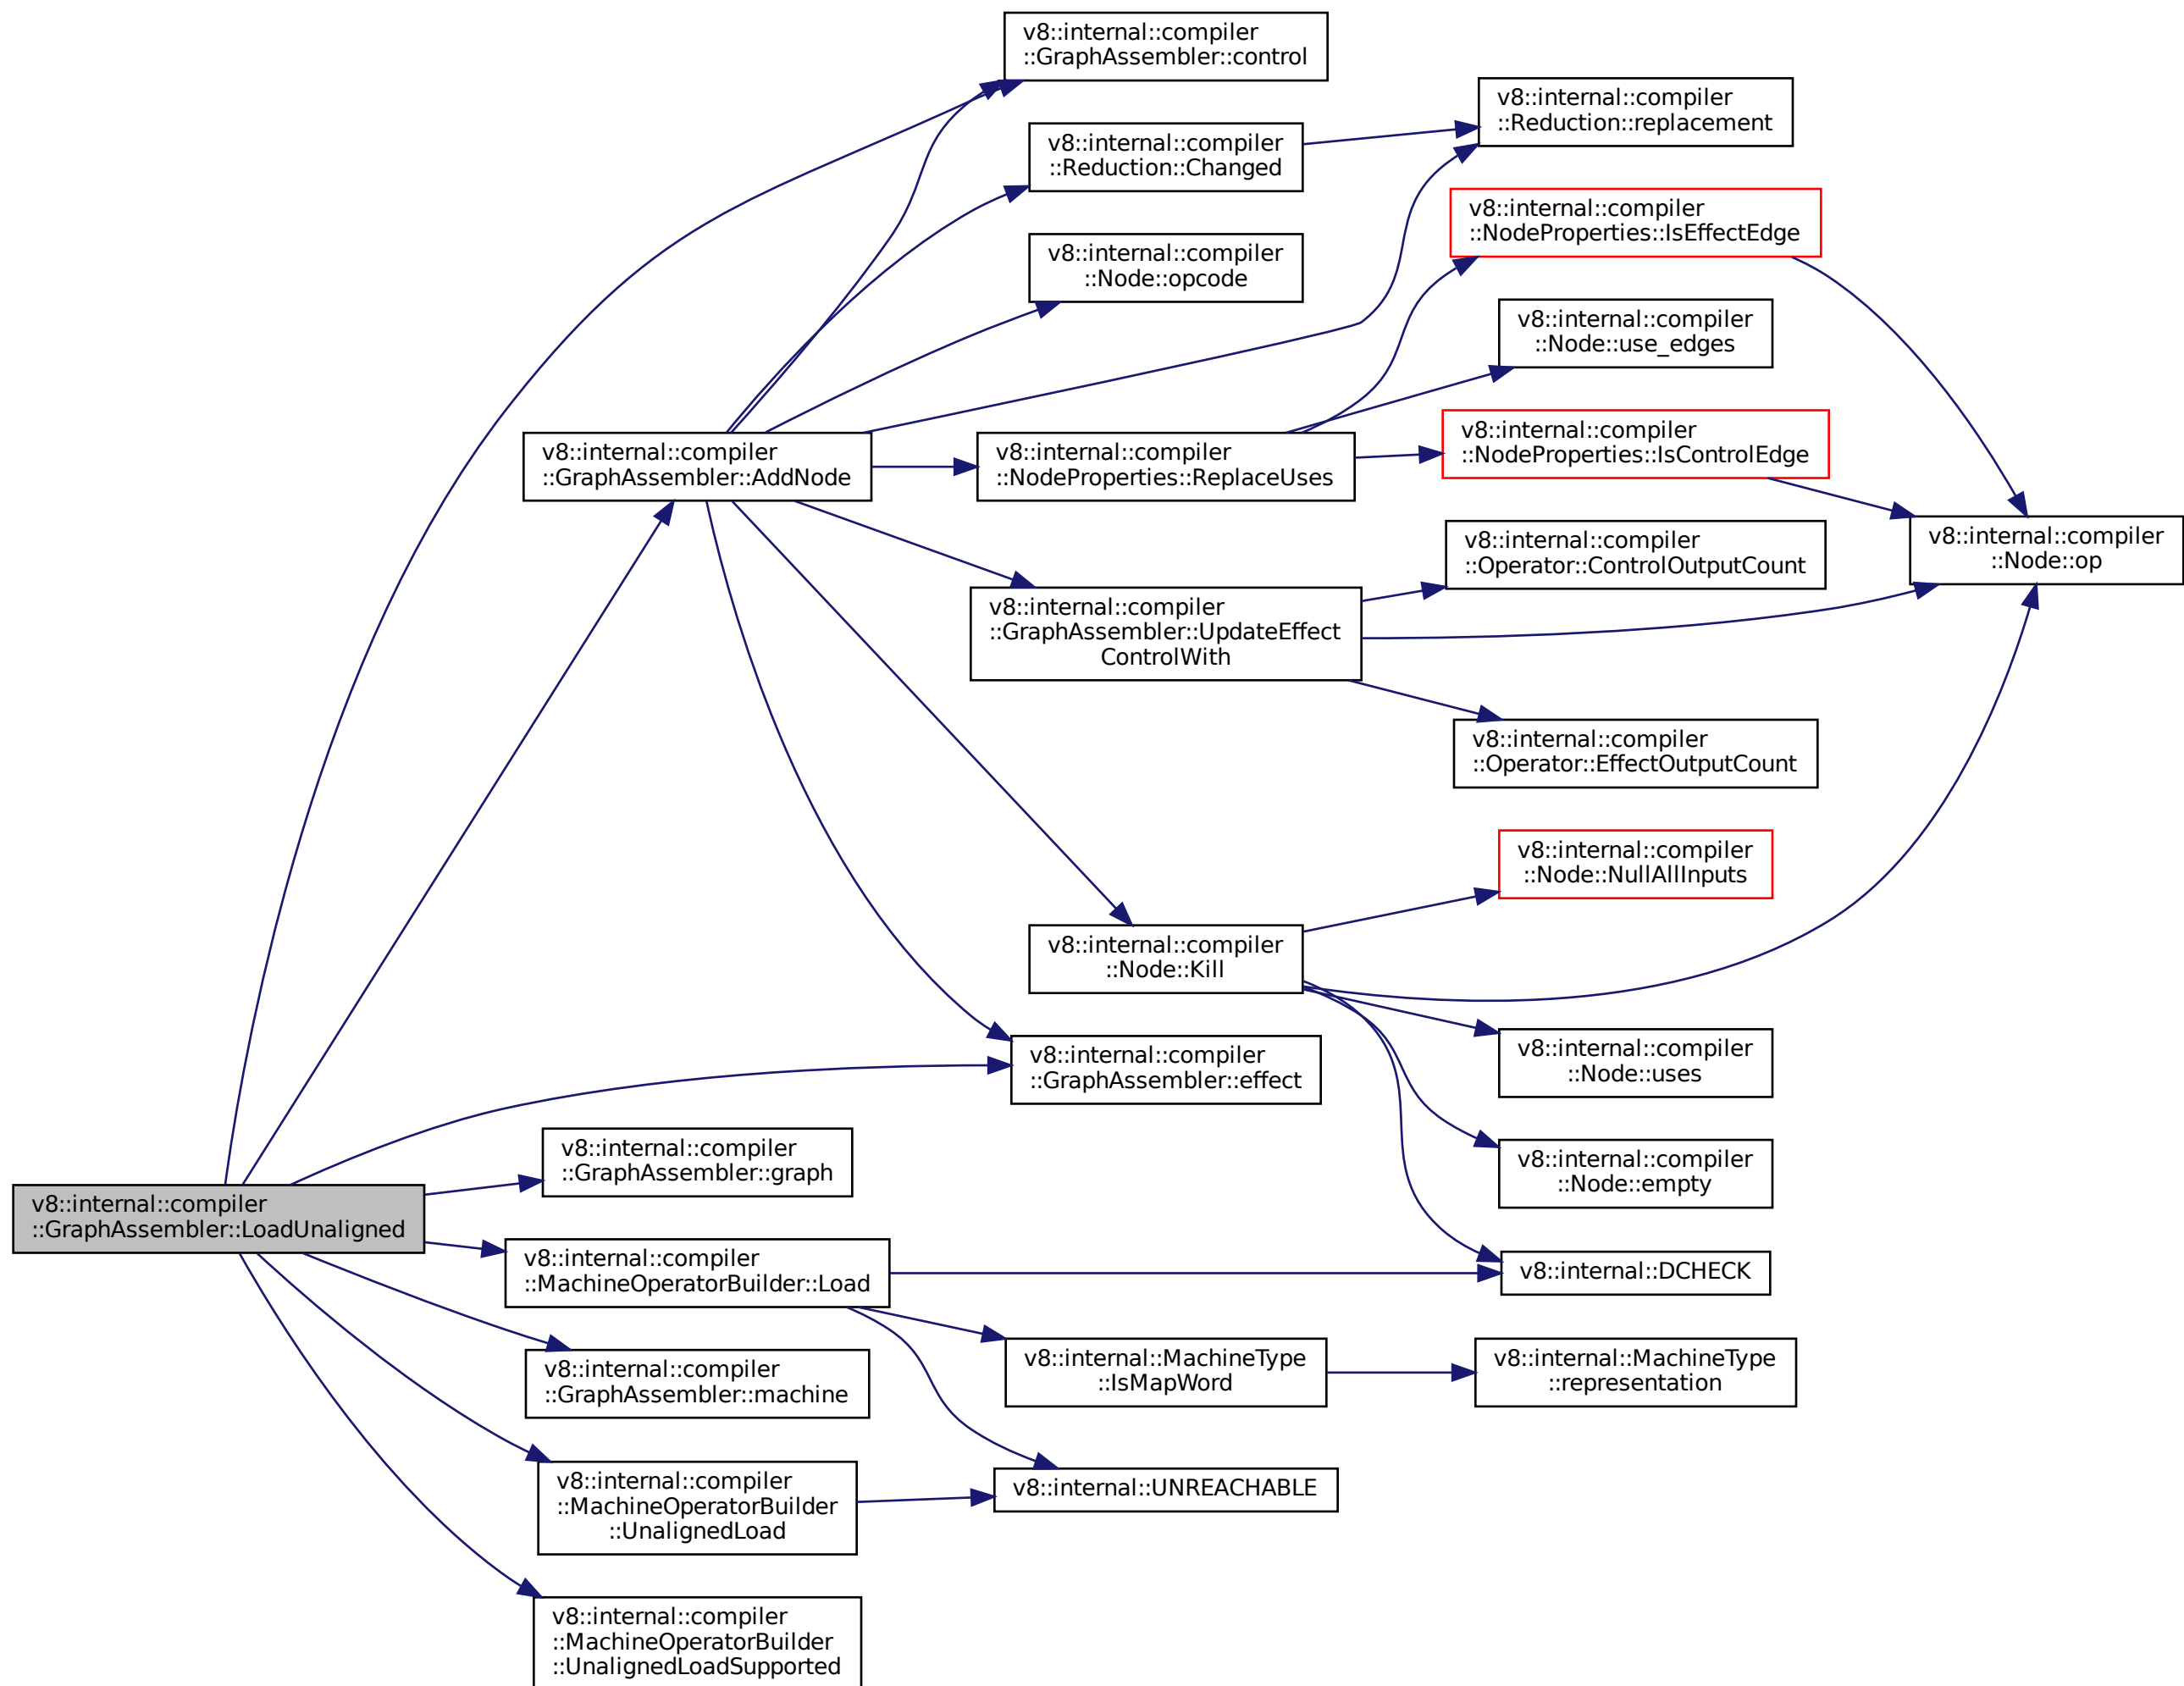 v8::internal::compiler
::GraphAssembler::control
v8::internal::compiler
::Reduction::replacement
v8::internal::compiler
::Reduction::Changed
v8::internal::compiler
::NodeProperties::IsEffectEdge
v8::internal::compiler
::Node::opcode
v8::internal::compiler
::Node::use_edges
v8::internal::compiler
::GraphAssembler::AddNode
v8::internal::compiler
::NodeProperties::ReplaceUses
v8::internal::compiler
::NodeProperties::IsControlEdge
v8::internal::compiler
::Operator::ControlOutputCount
v8::internal::compiler
::Node::op
v8::internal::compiler
::GraphAssembler::UpdateEffect
ControlWith
v8::internal::compiler
::Operator::EffectOutputCount
v8::internal::compiler
::Node::NullAllInputs
v8::internal::compiler
::Node::Kill
v8::internal::compiler
::Node::uses
v8::internal::compiler
::GraphAssembler::effect
v8::internal::compiler
::GraphAssembler::graph
v8::internal::compiler
::Node::empty
v8::internal::compiler
::GraphAssembler::LoadUnaligned
v8::internal::compiler
::MachineOperatorBuilder::Load
v8::internal::DCHECK
v8::internal::compiler
::GraphAssembler::machine
v8::internal::MachineType
::IsMapWord
v8::internal::MachineType
::representation
v8::internal::compiler
::MachineOperatorBuilder
::UnalignedLoad
v8::internal::UNREACHABLE
v8::internal::compiler
::MachineOperatorBuilder
::UnalignedLoadSupported